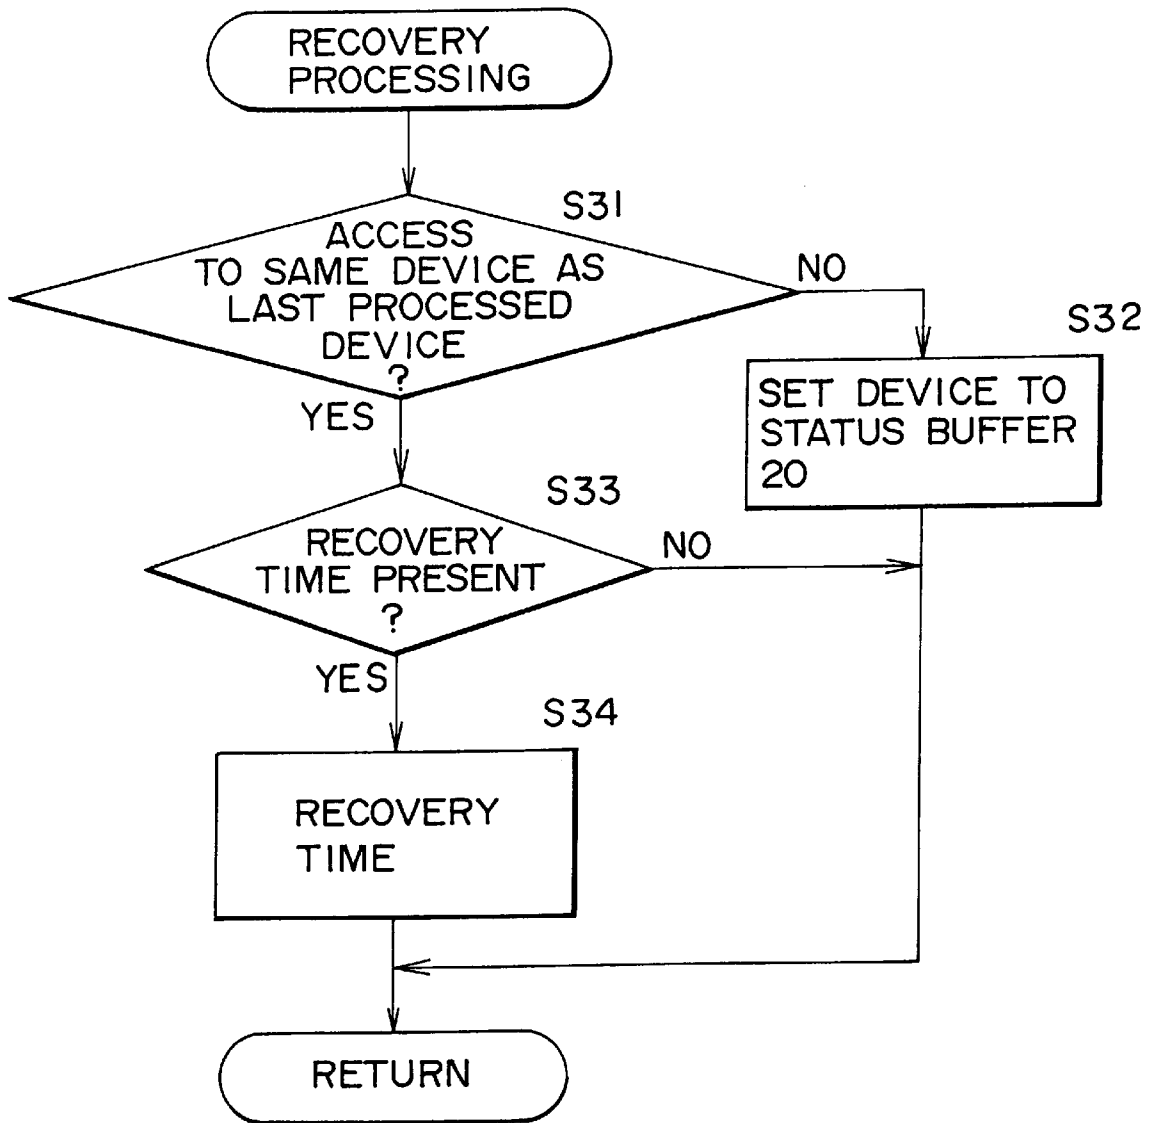 RECOVERY
PROCESSING
S31
ACCESS
TO SAME DEVICE AS
LAST PROCESSED
DEVICE
?
NO
YES
S32
SET DEVICE TO
STATUS BUFFER
20
S33
RECOVERY
TIME PRESENT
?
NO
YES
S34
RECOVERY
TIME
RETURN